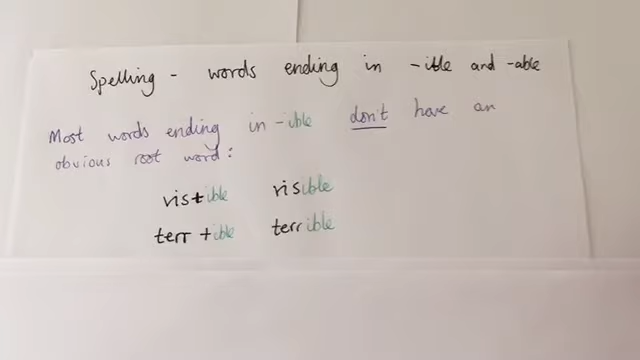 Spelling - words ending in -ible and -able
Most words ending in -ible don't have an
obvious root word:
vis+ible visible
terr +ible terrible